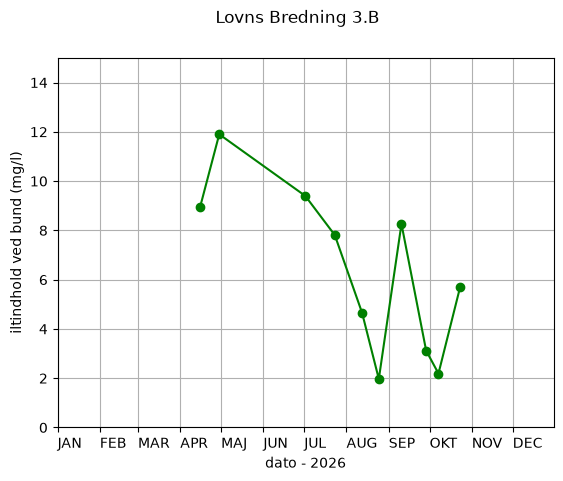 Lovns Bredning 3.B
iltindhold ved bund (mg/l)
14
12
10
8
6
4
2
0
JAN FEB MAR APR MAJ JUN JUL AUG SEP OKT NOV DEC
dato - 2026